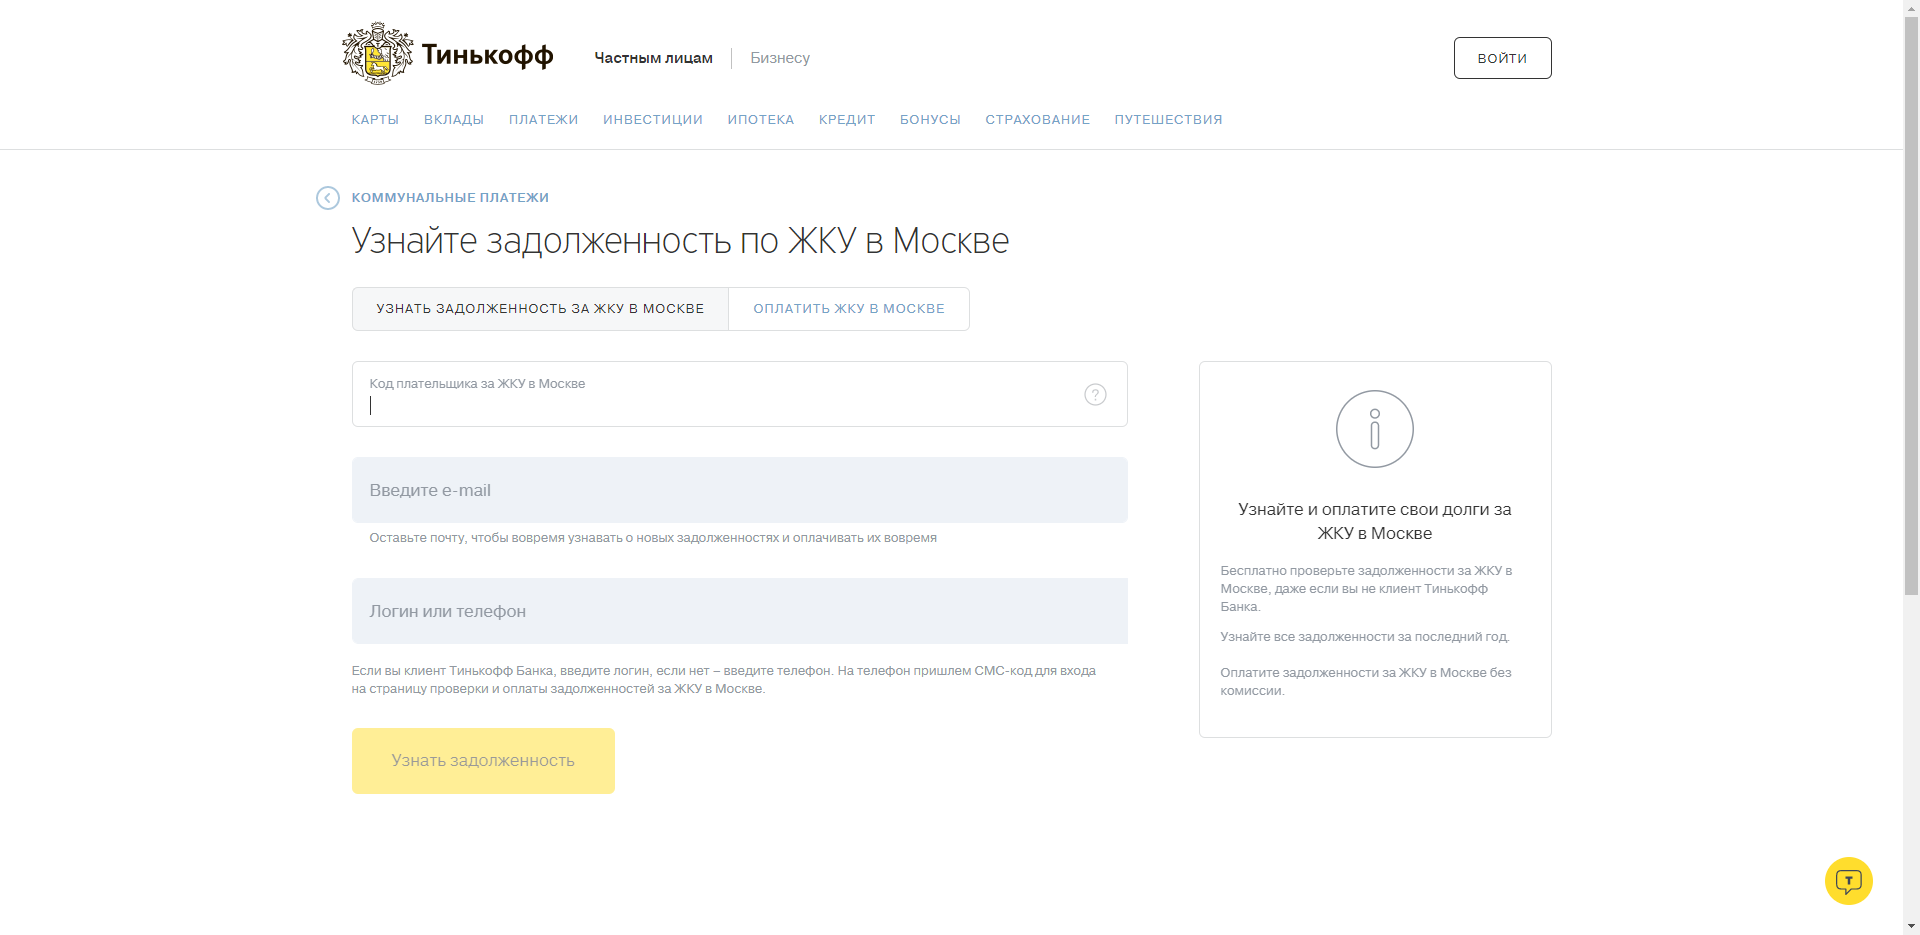 Тинькофф
Частным лицам
Бизнесу
ВОЙТИ
КАРТЫ ВКЛАДЫ ПЛАТЕЖИ ИНВЕСТИЦИИ ИПОТЕКА КРЕДИТ БОНУСЫ СТРАХОВАНИЕ ПУТЕШЕСТВИЯ
КОММУНАЛЬНЫЕ ПЛАТЕЖИ
Узнайте задолженность по ЖКУ в Москве
УЗНАТЬ ЗАДОЛЖЕННОСТЬ ЗА ЖКУ В МОСКВЕ
ОПЛАТИТЬ ЖКУ В МОСКВЕ
Код плательщика за ЖКУ в Москве
?
Введите e-mail
Оставьте почту, чтобы вовремя узнавать о новых задолженностях и оплачивать их вовремя
Логин или телефон
Если вы клиент Тинькофф Банка, введите логин, если нет – введите телефон. На телефон пришлем СМС-код для входа
на страницу проверки и оплаты задолженностей за ЖКУ в Москве.
Узнать задолженность
Узнайте и оплатите свои долги за
ЖКУ в Москве
Бесплатно проверьте задолженности за ЖКУ в
Москве, даже если вы не клиент Тинькофф
Банка.
Узнайте все задолженности за последний год.
Оплатите задолженности за ЖКУ в Москве без
комиссии.
Т